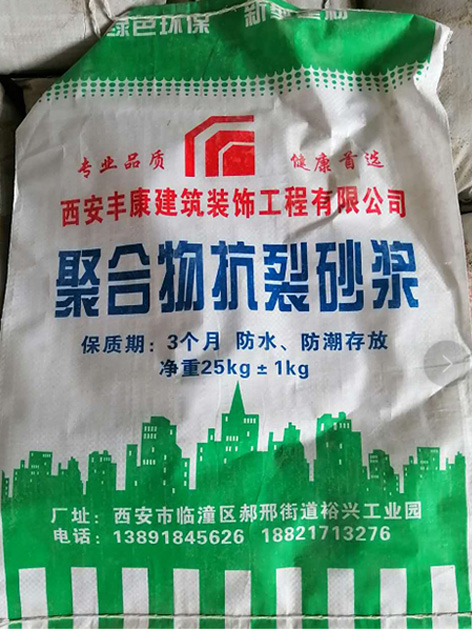 绿色环保 新型
专业品质 健康首选
西安丰康建筑装饰工程有限公司
聚合物抗裂砂浆
保质期：3个月 防水、防潮存放
净重25kg±1kg
厂址：西安市临潼区郝邢街道裕兴工业园
电话：13891845626 18821713276